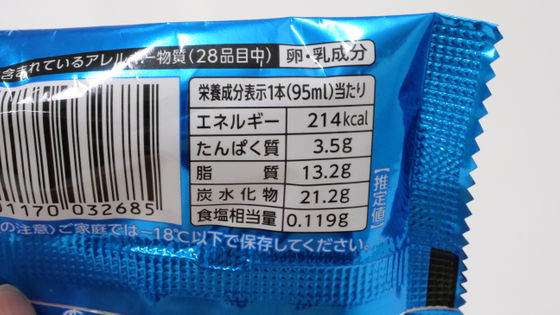 含まれているアレルギー物質(28品目中) 卵・乳成分
栄養成分表示1本(95ml)当たり
エネルギー 214kcal
たんぱく質 3.5g
脂質 13.2g
炭水化物 21.2g
食塩相当量 0.119g
【推定値】
1170 032685
の注意〉ご家庭では−18℃以下で保存してください。